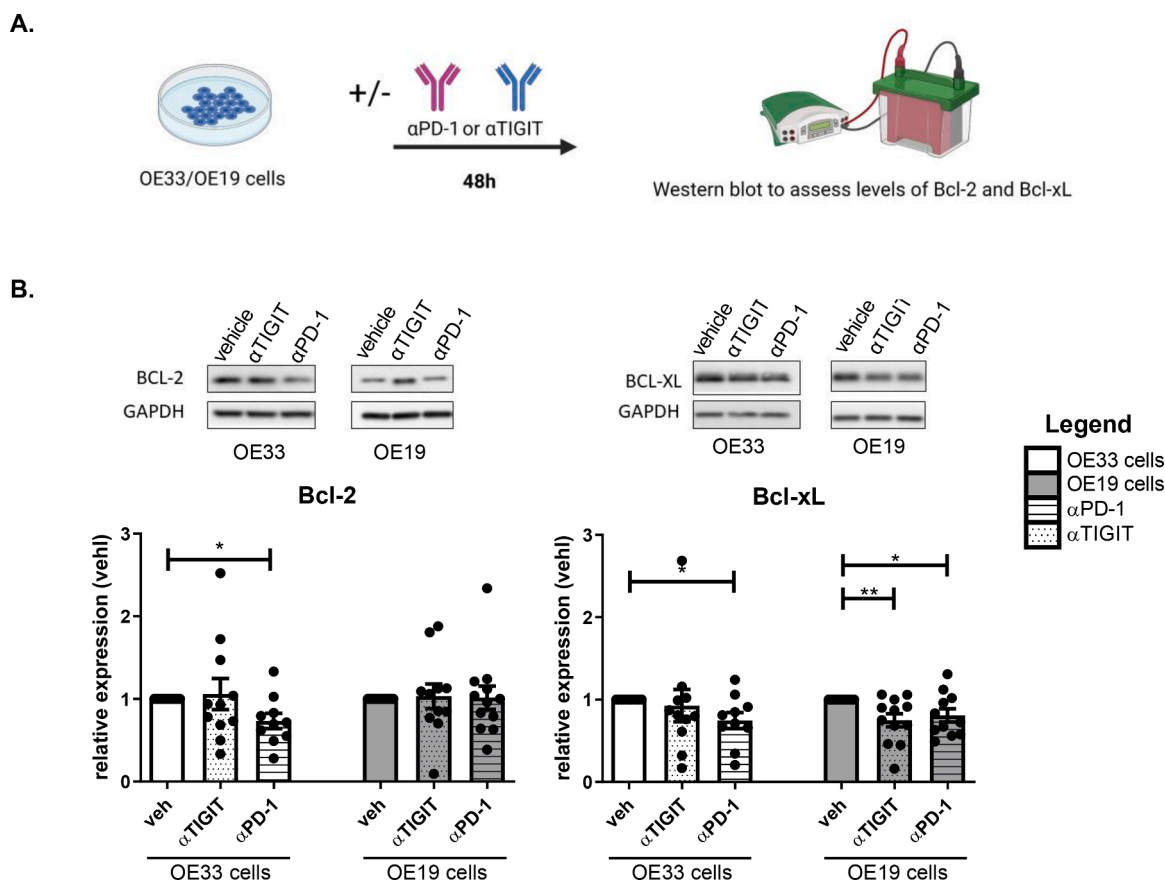 A.
+/-
αPD-1 or αTIGIT
48h
OE33/OE19 cells
Western blot to assess levels of Bcl-2 and Bcl-xL
B.
vehicle αTIGIT αPD-1
vehicle αTIGIT αPD-1
BCL-2
GAPDH
OE33 OE19
vehicle αTIGIT αPD-1
vehicle αTIGIT αPD-1
BCL-XL
GAPDH
OE33 OE19
Legend
OE33 cells
OE19 cells
αPD-1
αTIGIT
Bcl-2
relative expression (vehl)
3
2
1
0
*
veh αTIGIT αPD-1 veh αTIGIT αPD-1
OE33 cells OE19 cells
Bcl-xL
relative expression (vehl)
3
2
1
0
*
*
**
veh αTIGIT αPD-1 veh αTIGIT αPD-1
OE33 cells OE19 cells